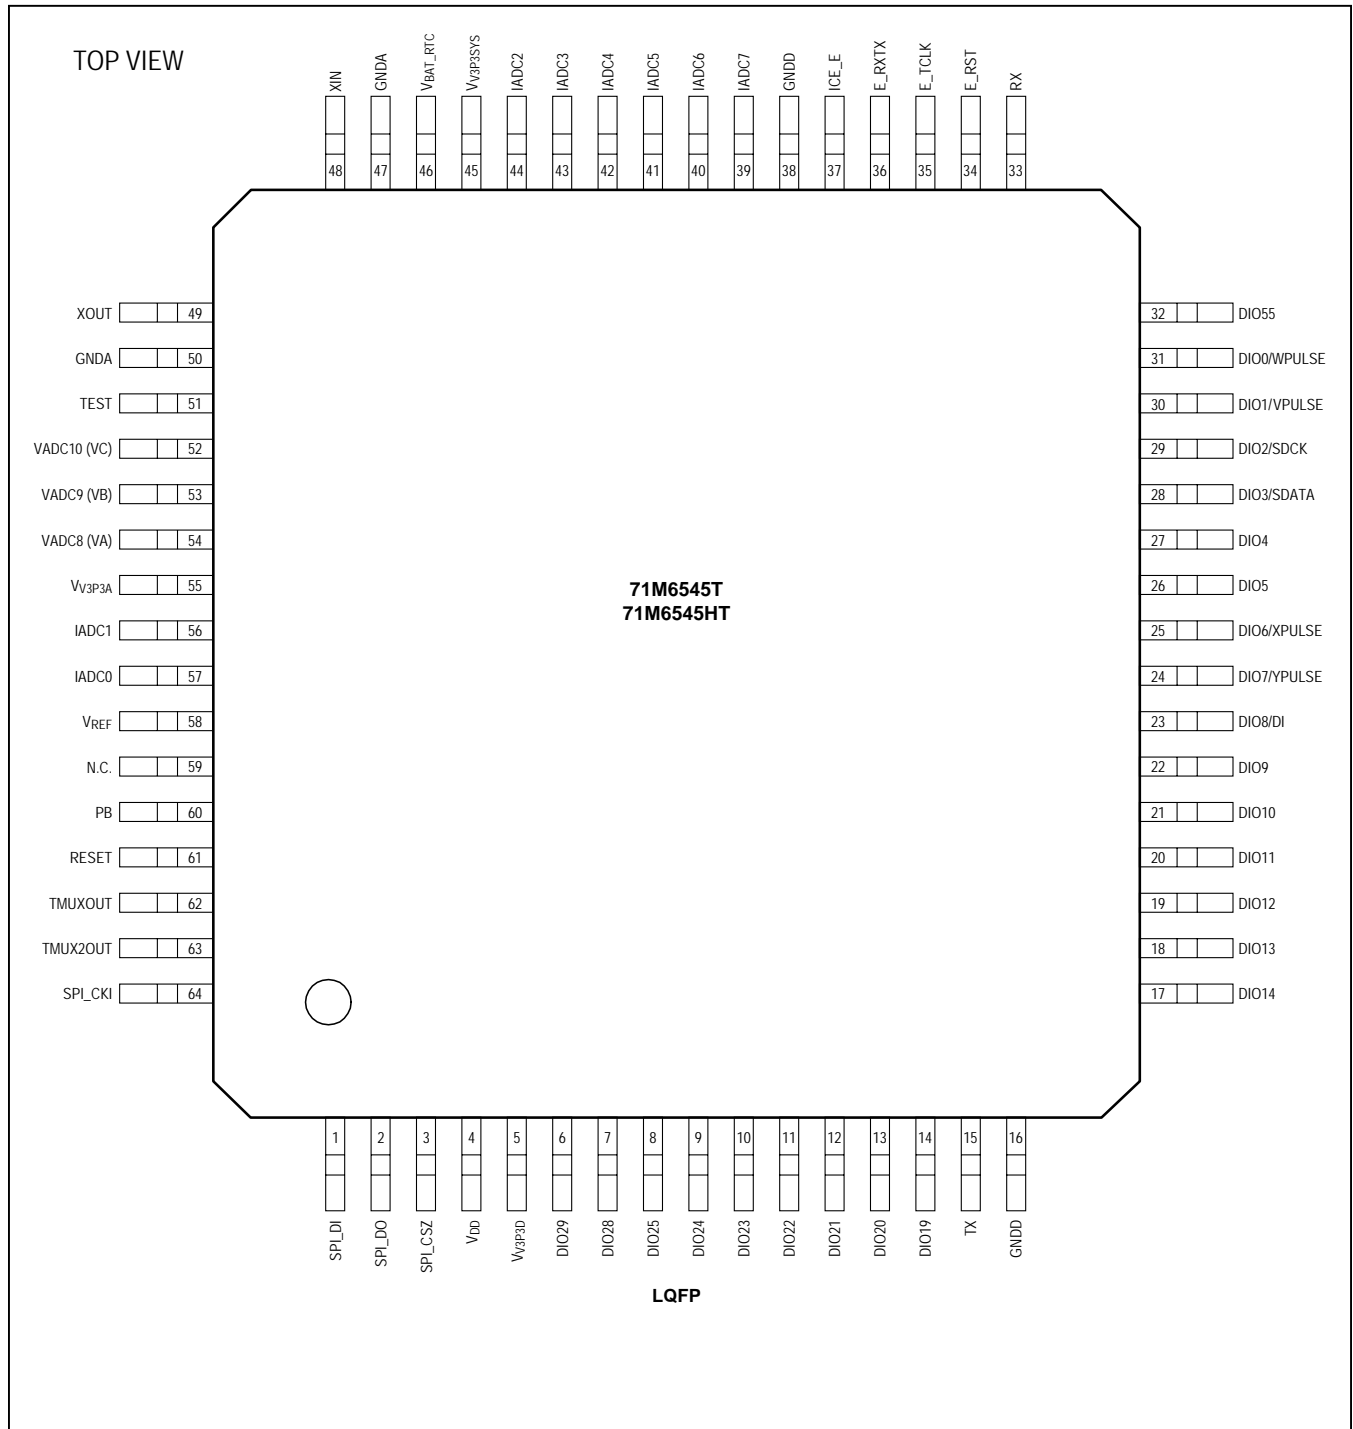 TOP VIEW
XIN
GNDA
VBAT_RTC
VV3P3SYS
IADC2
IADC3
IADC4
IADC5
IADC6
IADC7
GNDD
ICE_E
E_RXTX
E_TCLK
E_RST
RX
48 47 46 45 44 43 42 41 40 39 38 37 36 35 34 33
XOUT 49
GNDA 50
TEST 51
VADC10 (VC) 52
VADC9 (VB) 53
VADC8 (VA) 54
VV3P3A 55
IADC1 56
IADC0 57
VREF 58
N.C. 59
PB 60
RESET 61
TMUXOUT 62
TMUX2OUT 63
SPI_CKI 64
71M6545T
71M6545HT
32 DIO55
31 DIO0/WPULSE
30 DIO1/VPULSE
29 DIO2/SDCK
28 DIO3/SDATA
27 DIO4
26 DIO5
25 DIO6/XPULSE
24 DIO7/YPULSE
23 DIO8/DI
22 DIO9
21 DIO10
20 DIO11
19 DIO12
18 DIO13
17 DIO14
1 2 3 4 5 6 7 8 9 10 11 12 13 14 15 16
SPI_DI
SPI_DO
SPI_CSZ
VDD
VV3P3D
DIO29
DIO28
DIO25
DIO24
DIO23
DIO22
DIO21
DIO20
DIO19
TX
GNDD
LQFP